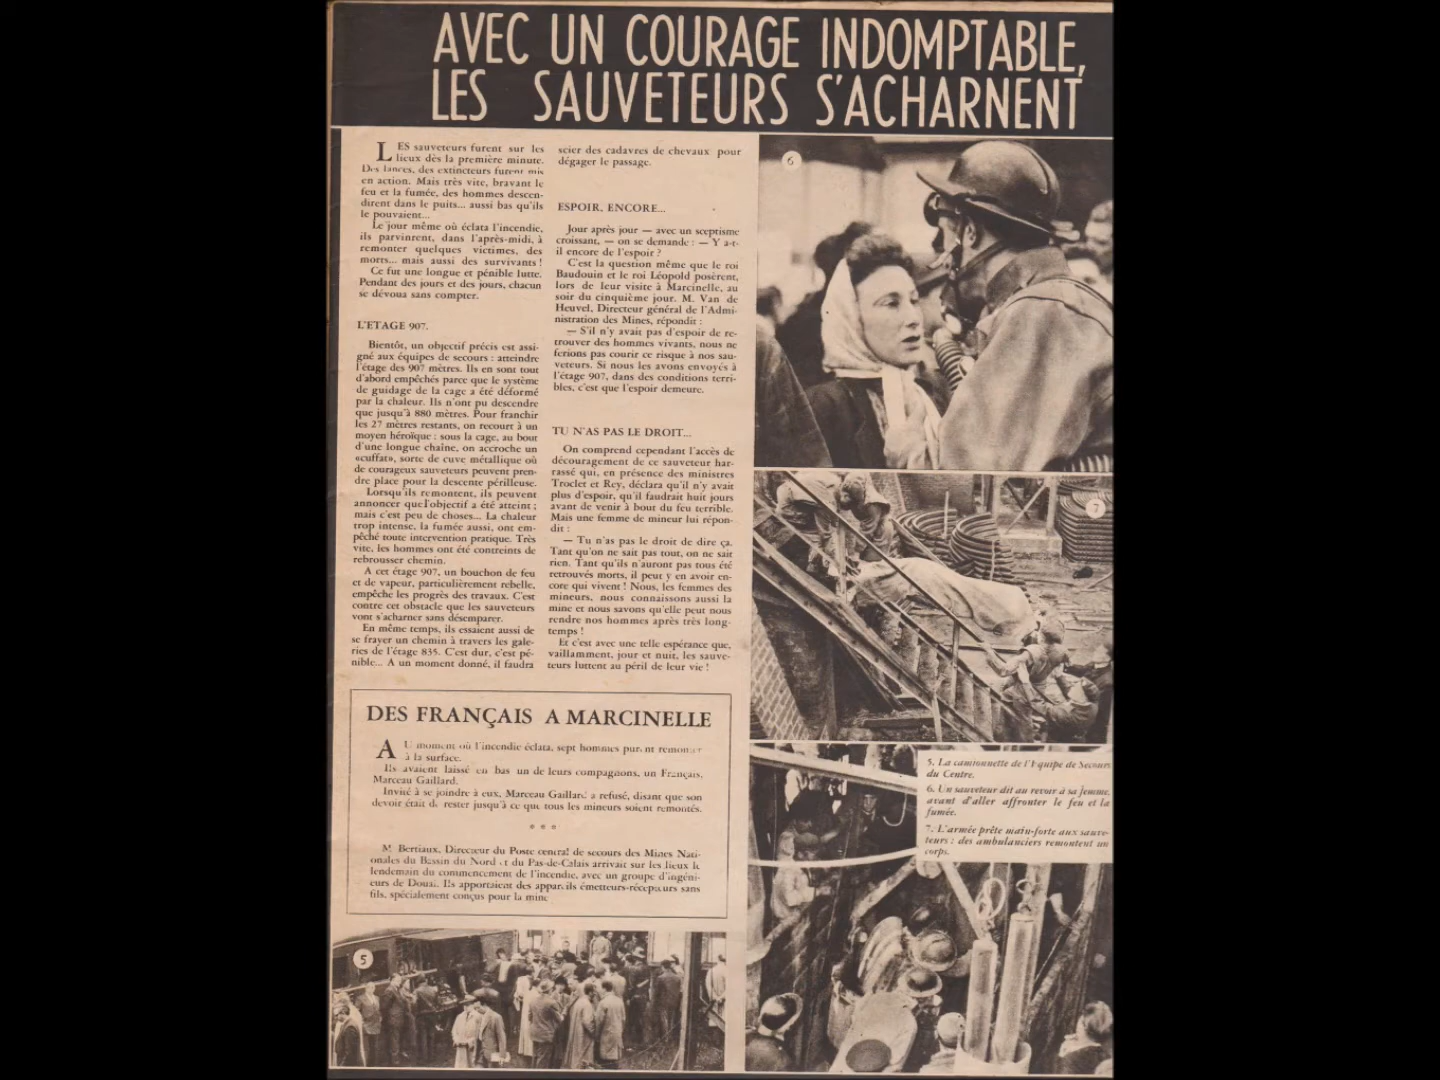 AVEC UN COURAGE INDOMPTABLE,
LES SAUVETEURS S'ACHARNENT
LES sauveteurs furent sur les
lieux dès la première minute.
Des lances, des extincteurs furent mis
en action. Mais très vite, bravant le
feu et la fumée, des hommes descen-
dirent dans le puits... aussi bas qu'ils
le pouvaient...
Le jour même où éclata l'incendie,
ils parvinrent, dans l'après-midi, à
remonter quelques victimes, des
morts... mais aussi des survivants !
Ce fut une longue et pénible lutte.
Pendant des jours et des jours, chacun
se dévoua sans compter.
L'ETAGE 907.
Bientôt, un objectif précis est assi-
gné aux équipes de secours : atteindre
l'étage des 907 mètres. Ils en sont tout
d'abord empêchés parce que le système
de guidage de la cage a été déformé
par la chaleur. Ils n'ont pu descendre
que jusqu'à 880 mètres. Pour franchir
les 27 mètres restants, on recourt à un
moyen héroïque : sous la cage, au bout
d'une longue chaîne, on accroche un
«cuffat», sorte de cuve métallique où
de courageux sauveteurs peuvent pren-
dre place pour la descente périlleuse.
Lorsqu'ils remontent, ils peuvent
annoncer que l'objectif a été atteint ;
mais c'est peu de choses... La chaleur
trop intense, la fumée aussi, ont em-
pêché toute intervention pratique. Très
vite, les hommes ont été contreints de
rebrousser chemin.
A cet étage 907, un bouchon de feu
et de vapeur, particulièrement rebelle,
empêche les progrès des travaux. C'est
contre cet obstacle que les sauveteurs
vont s'acharner sans désemparer.
En même temps, ils essaient aussi de
se frayer un chemin à travers les gale-
ries de l'étage 835. C'est dur, c'est pé-
nible... A un moment donné, il faudra
scier des cadavres de chevaux pour
dégager le passage.
ESPOIR, ENCORE...
Jour après jour — avec un sceptisme
croissant, — on se demande : — Y a-t-
il encore de l'espoir ?
C'est la question même que le roi
Baudouin et le roi Léopold posèrent,
lors de leur visite à Marcinelle, au
soir du cinquième jour. M. Van de
Heuvel, Directeur général de l'Admi-
nistration des Mines, répondit :
— S'il n'y avait pas d'espoir de re-
trouver des hommes vivants, nous ne
ferions pas courir ce risque à nos sau-
veteurs. Si nous les avons envoyés à
l'étage 907, dans des conditions terri-
bles, c'est que l'espoir demeure.
TU N'AS PAS LE DROIT...
On comprend cependant l'accès de
découragement de ce sauveteur har-
rassé qui, en présence des ministres
Troclet et Rey, déclara qu'il n'y avait
plus d'espoir, qu'il faudrait huit jours
avant de venir à bout du feu terrible.
Mais une femme de mineur lui répon-
dit :
— Tu n'as pas le droit de dire ça.
Tant qu'on ne sait pas tout, on ne sait
rien. Tant qu'ils n'auront pas tous été
retrouvés morts, il peut y en avoir en-
core qui vivent ! Nous, les femmes des
mineurs, nous connaissons aussi la
mine et nous savons qu'elle peut nous
rendre nos hommes après très long-
temps !
Et c'est avec une telle espérance que,
vaillamment, jour et nuit, les sauve-
teurs luttent au péril de leur vie !
DES FRANÇAIS A MARCINELLE
AU moment où l'incendie éclata, sept hommes purent remonter
à la surface.
Ils avaient laissé en bas un de leurs compagnons, un Français,
Marceau Gaillard.
Invité à se joindre à eux, Marceau Gaillard a refusé, disant que son
devoir était de rester jusqu'à ce que tous les mineurs soient remontés.
* * *
M. Bertiaux, Directeur du Poste central de secours des Mines Nati-
onales du Bassin du Nord et du Pas-de-Calais arrivait sur les lieux le
lendemain du commencement de l'incendie, avec un groupe d'ingéni-
eurs de Douai. Ils apportaient des appareils émetteurs-récepteurs sans
fils, spécialement conçus pour la mine
5
6
7
5. La camionnette de l'Equipe de Secours
du Centre.
6. Un sauveteur dit au revoir à sa femme,
avant d'aller affronter le feu et la
fumée.
7. L'armée prête main-forte aux sauve-
teurs : des ambulanciers remontent un
corps.